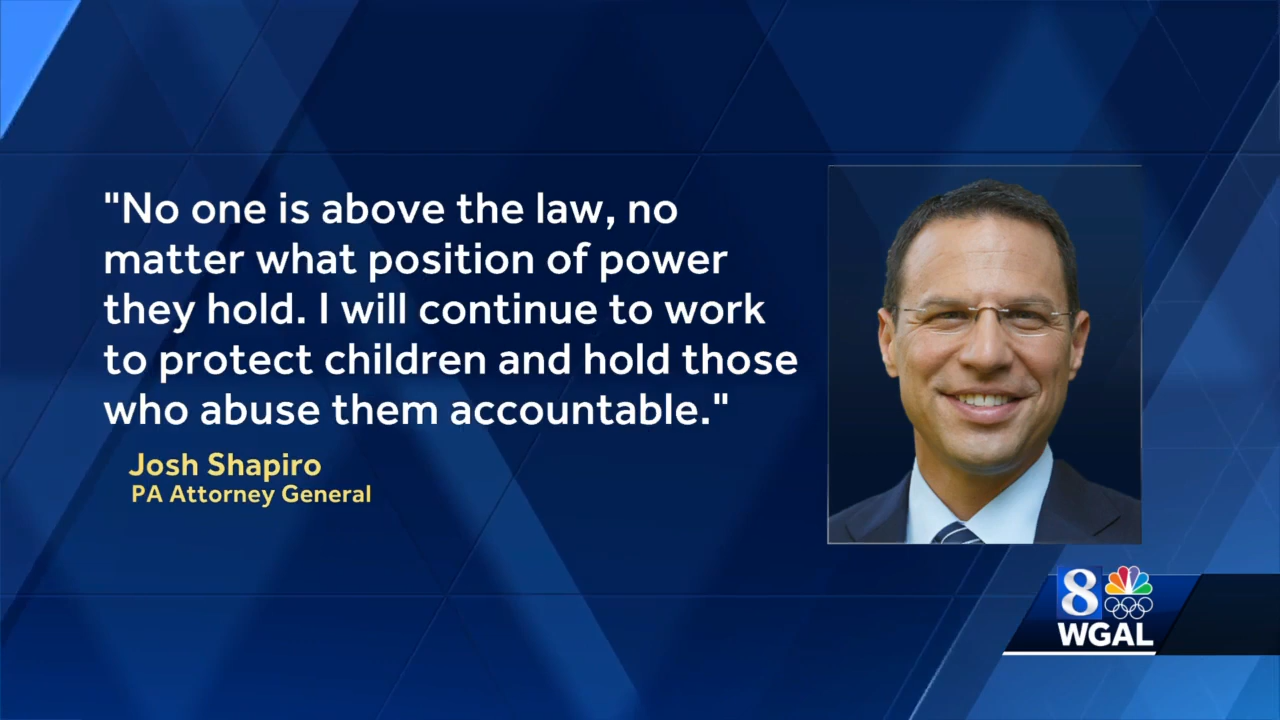 "No one is above the law, no
matter what position of power
they hold. I will continue to work
to protect children and hold those
who abuse them accountable."
Josh Shapiro
PA Attorney General
8
WGAL